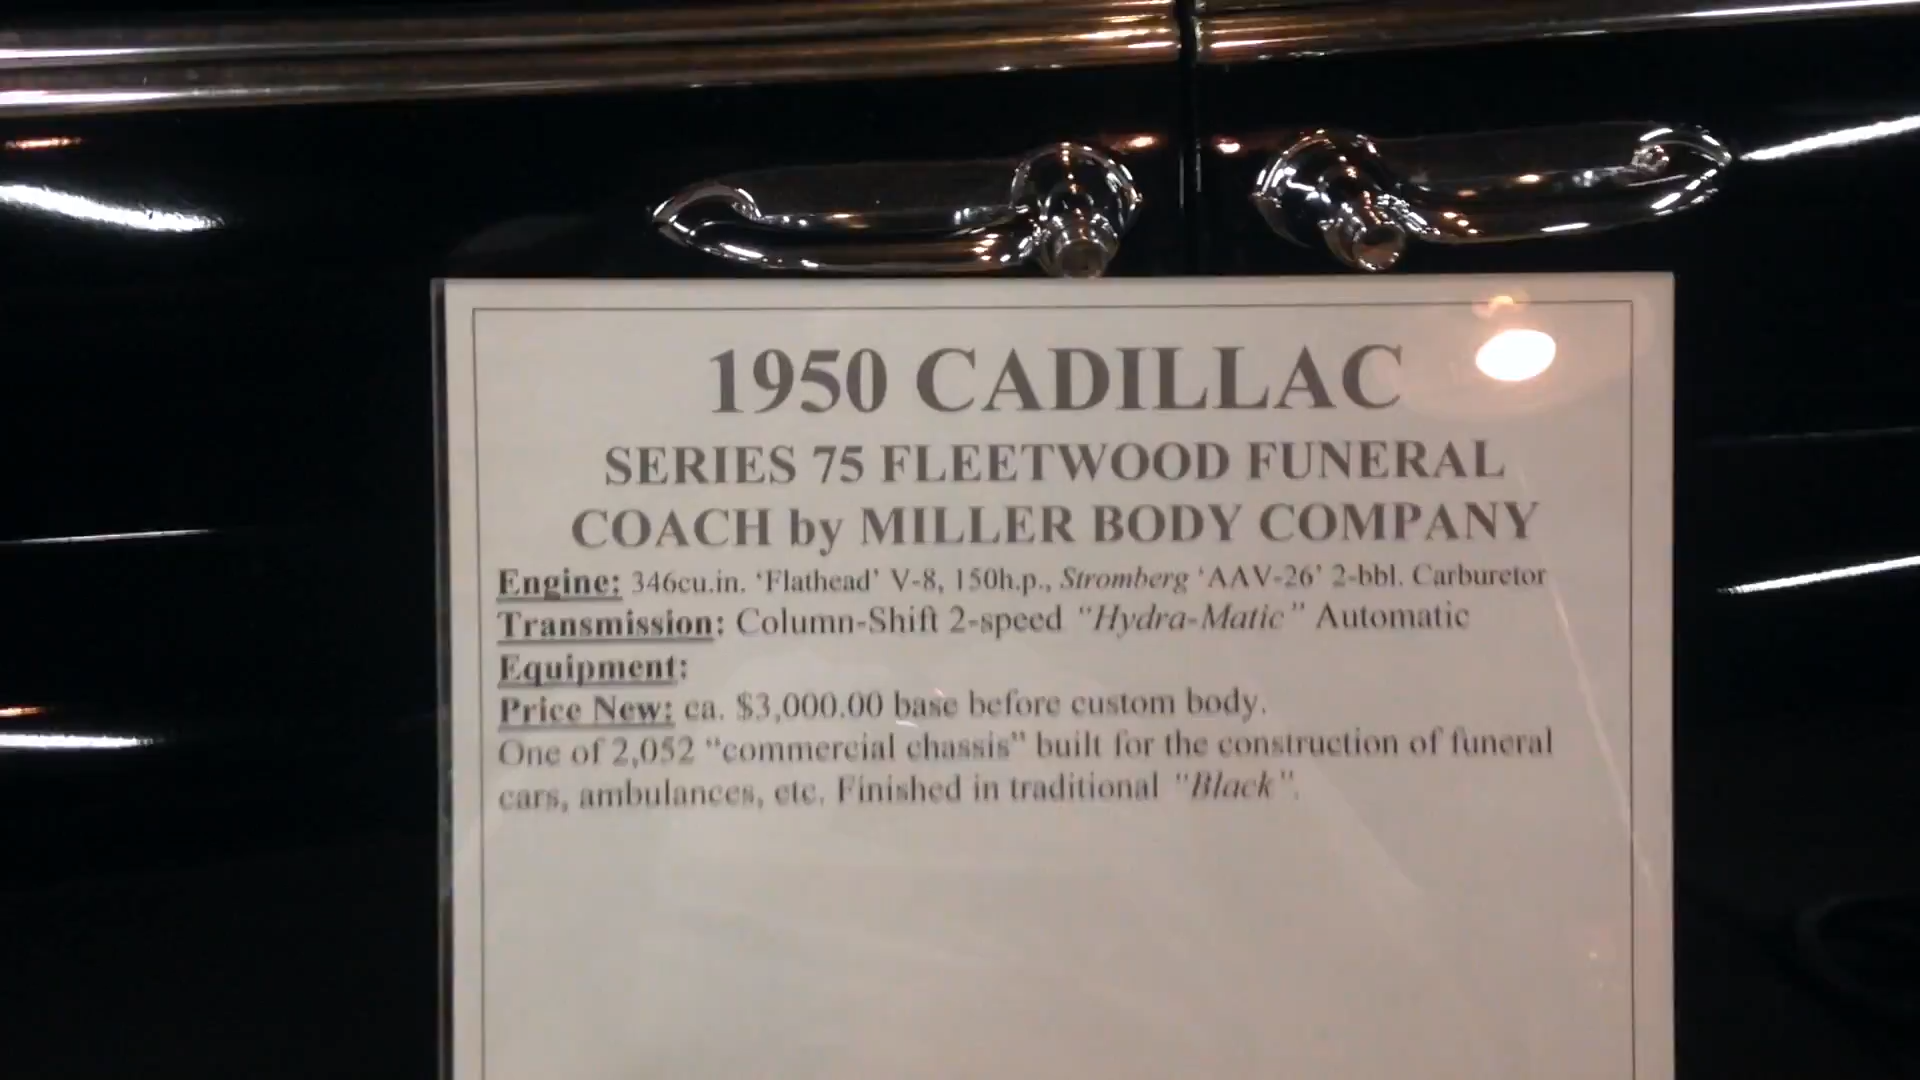 1950 CADILLAC
SERIES 75 FLEETWOOD FUNERAL
COACH by MILLER BODY COMPANY
Engine: 346cu.in. ‘Flathead’ V-8, 150h.p., Stromberg ‘AAV-26’ 2-bbl. Carburetor
Transmission: Column-Shift 2-speed “Hydra-Matic” Automatic
Equipment:
Price New: ca. $3,000.00 base before custom body.
One of 2,052 “commercial chassis” built for the construction of funeral
cars, ambulances, etc. Finished in traditional “Black”.